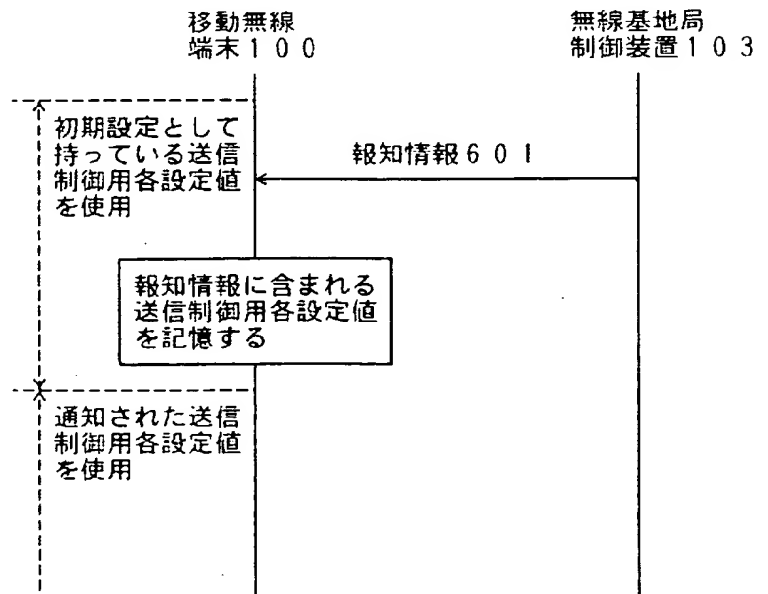 移動無線
端末１００
無線基地局
制御装置１０３
初期設定として
持っている送信
制御用各設定値
を使用
報知情報６０１
報知情報に含まれる
送信制御用各設定値
を記憶する
通知された送信
制御用各設定値
を使用